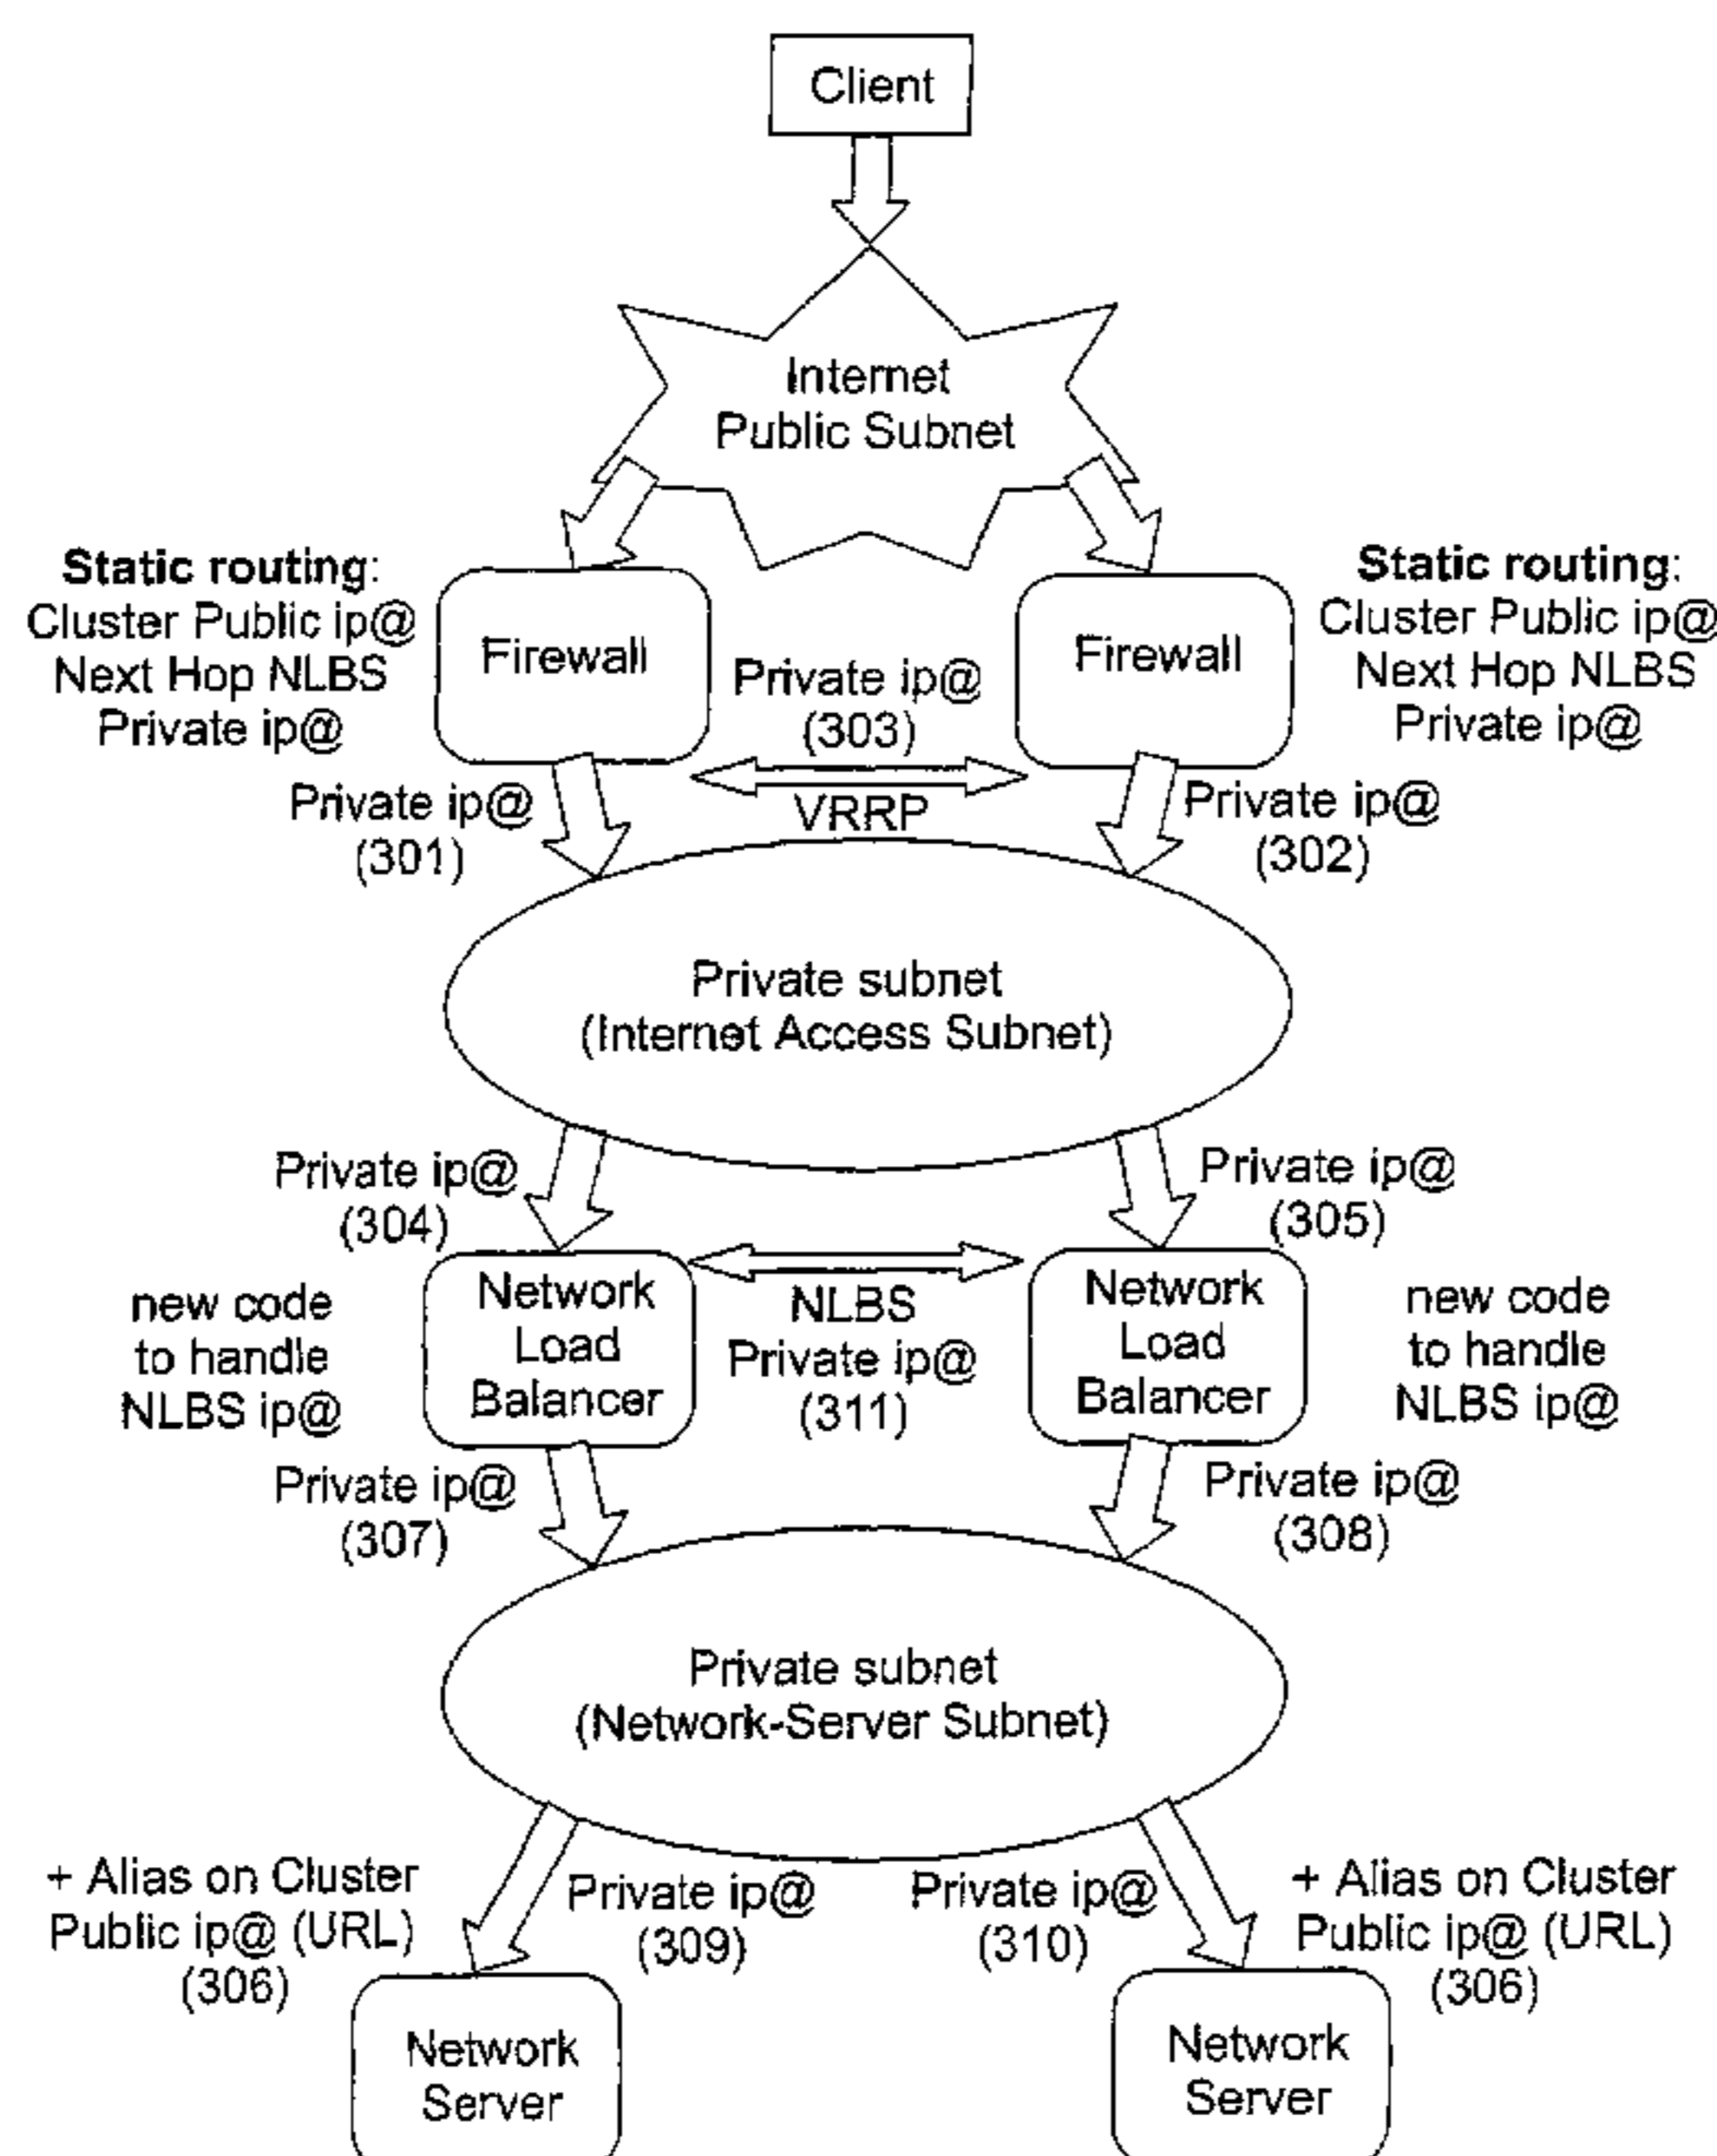 Client
Internet
Public Subnet
Static routing:
Cluster Public ip@
Next Hop NLBS
Private ip@
Firewall
Private ip@
(303)
VRRP
Firewall
Static routing:
Cluster Public ip@
Next Hop NLBS
Private ip@
Private ip@
(301)
Private ip@
(302)
Private subnet
(Internet Access Subnet)
Private ip@
(304)
Private ip@
(305)
new code
to handle
NLBS ip@
Network
Load
Balancer
NLBS
Private ip@
(311)
Network
Load
Balancer
new code
to handle
NLBS ip@
Private ip@
(307)
Private ip@
(308)
Private subnet
(Network-Server Subnet)
+ Alias on Cluster
Public ip@ (URL)
(306)
Private ip@
(309)
Private ip@
(310)
+ Alias on Cluster
Public ip@ (URL)
(306)
Network
Server
Network
Server